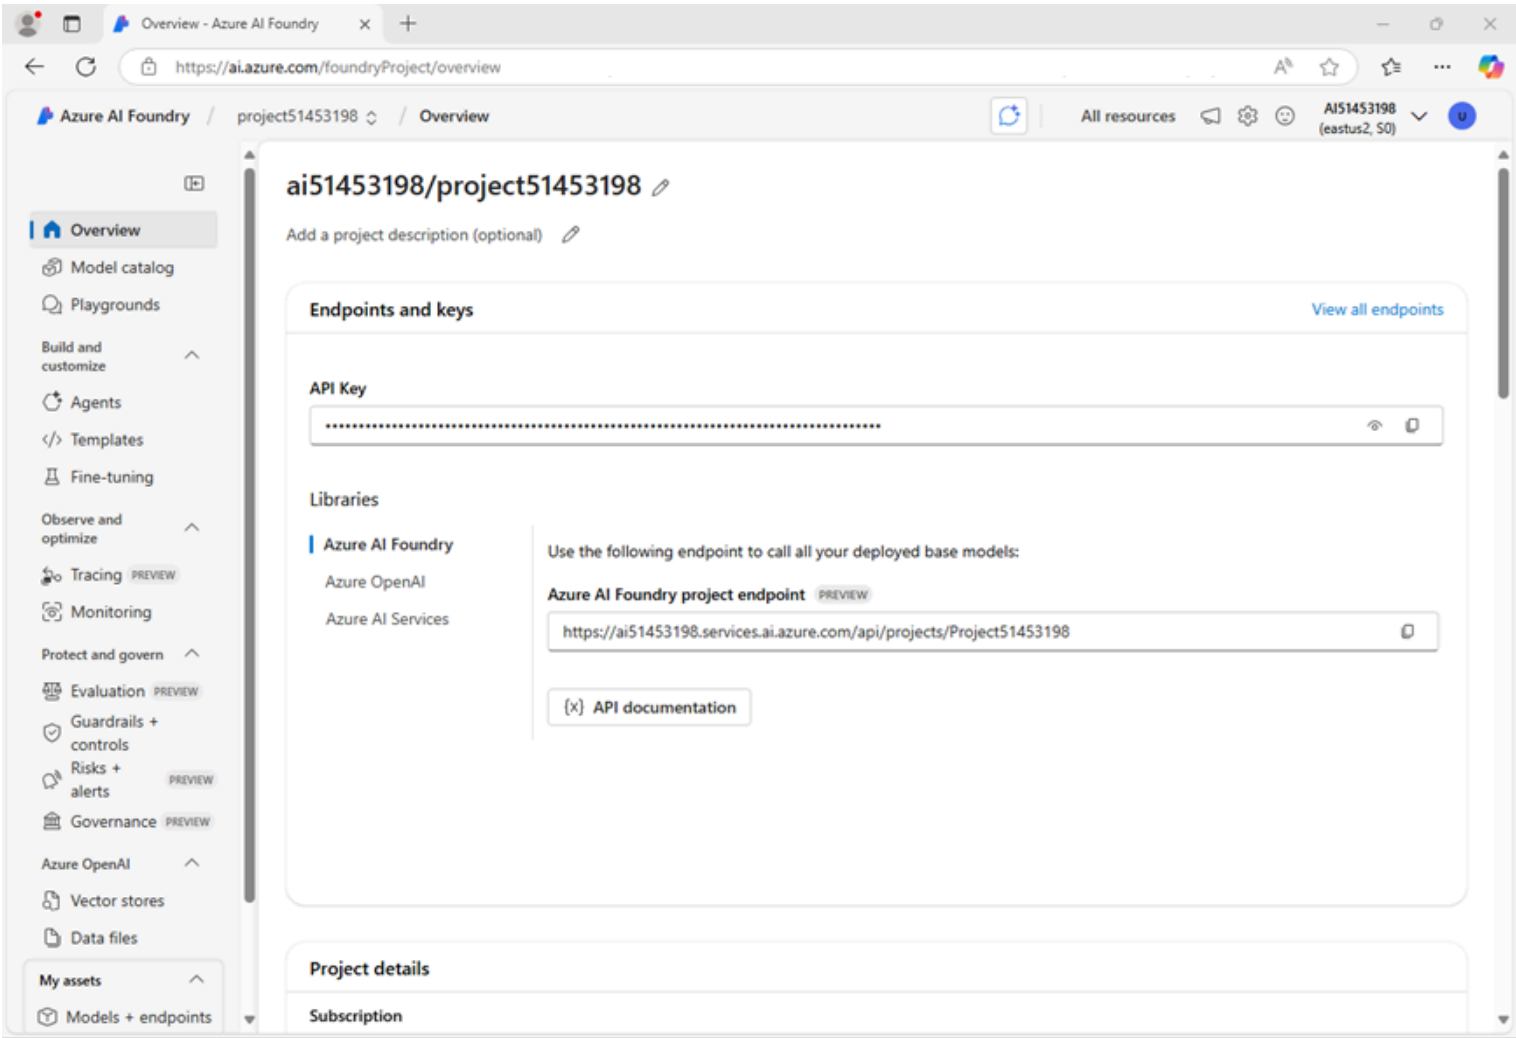 Overview - Azure AI Foundry
https://ai.azure.com/foundryProject/overview
Azure AI Foundry / project51453198 / Overview
All resources
AI51453198
(eastus2, S0)
U
Overview
Model catalog
Playgrounds
Build and
customize
Agents
Templates
Fine-tuning
Observe and
optimize
Tracing PREVIEW
Monitoring
Protect and govern
Evaluation PREVIEW
Guardrails +
controls
Risks +
alerts
PREVIEW
Governance PREVIEW
Azure OpenAI
Vector stores
Data files
My assets
Models + endpoints
ai51453198/project51453198
Add a project description (optional)
Endpoints and keys
View all endpoints
API Key
Libraries
Azure AI Foundry
Azure OpenAI
Azure AI Services
Use the following endpoint to call all your deployed base models:
Azure AI Foundry project endpoint PREVIEW
https://ai51453198.services.ai.azure.com/api/projects/Project51453198
{x} API documentation
Project details
Subscription